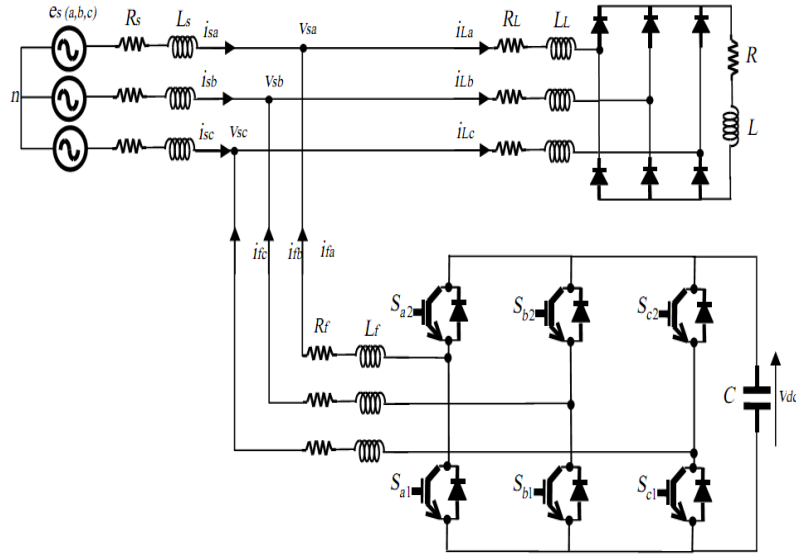 es (a,b,c)
Rs
Ls
isa
vsa
iLa
RL
LL
R
n
isb
vsb
iLb
isc
vsc
iLc
L
ifc
ifb
ifa
Sa2
Sb2
Sc2
Rf
Lf
C
Vdc
Sa1
Sb1
Sc1